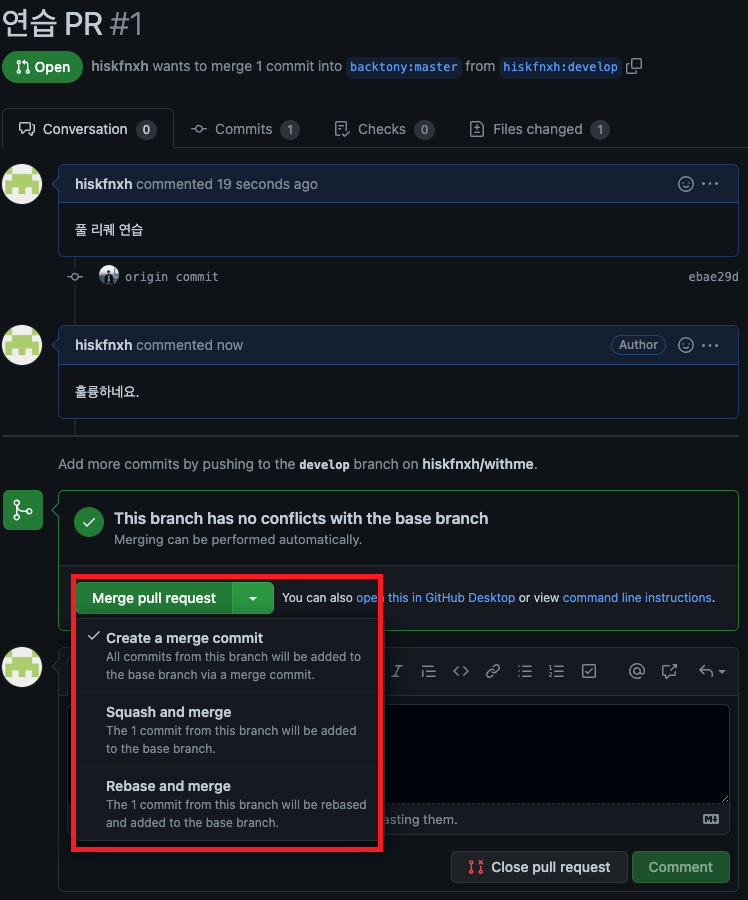 연습 PR #1
Open hiskfnxh wants to merge 1 commit into backtony:master from hiskfnxh:develop
Conversation 0 Commits 1 Checks 0 Files changed 1
hiskfnxh commented 19 seconds ago
풀 리퀘 연습
origin commit ebae29d
hiskfnxh commented now Author
훌륭하네요.
Add more commits by pushing to the develop branch on hiskfnxh/withme.
This branch has no conflicts with the base branch
Merging can be performed automatically.
Merge pull request You can also open this in GitHub Desktop or view command line instructions.
Create a merge commit
All commits from this branch will be added to
the base branch via a merge commit.
Squash and merge
The 1 commit from this branch will be added
to the base branch.
Rebase and merge
The 1 commit from this branch will be rebased
and added to the base branch.
asting them.
Close pull request Comment